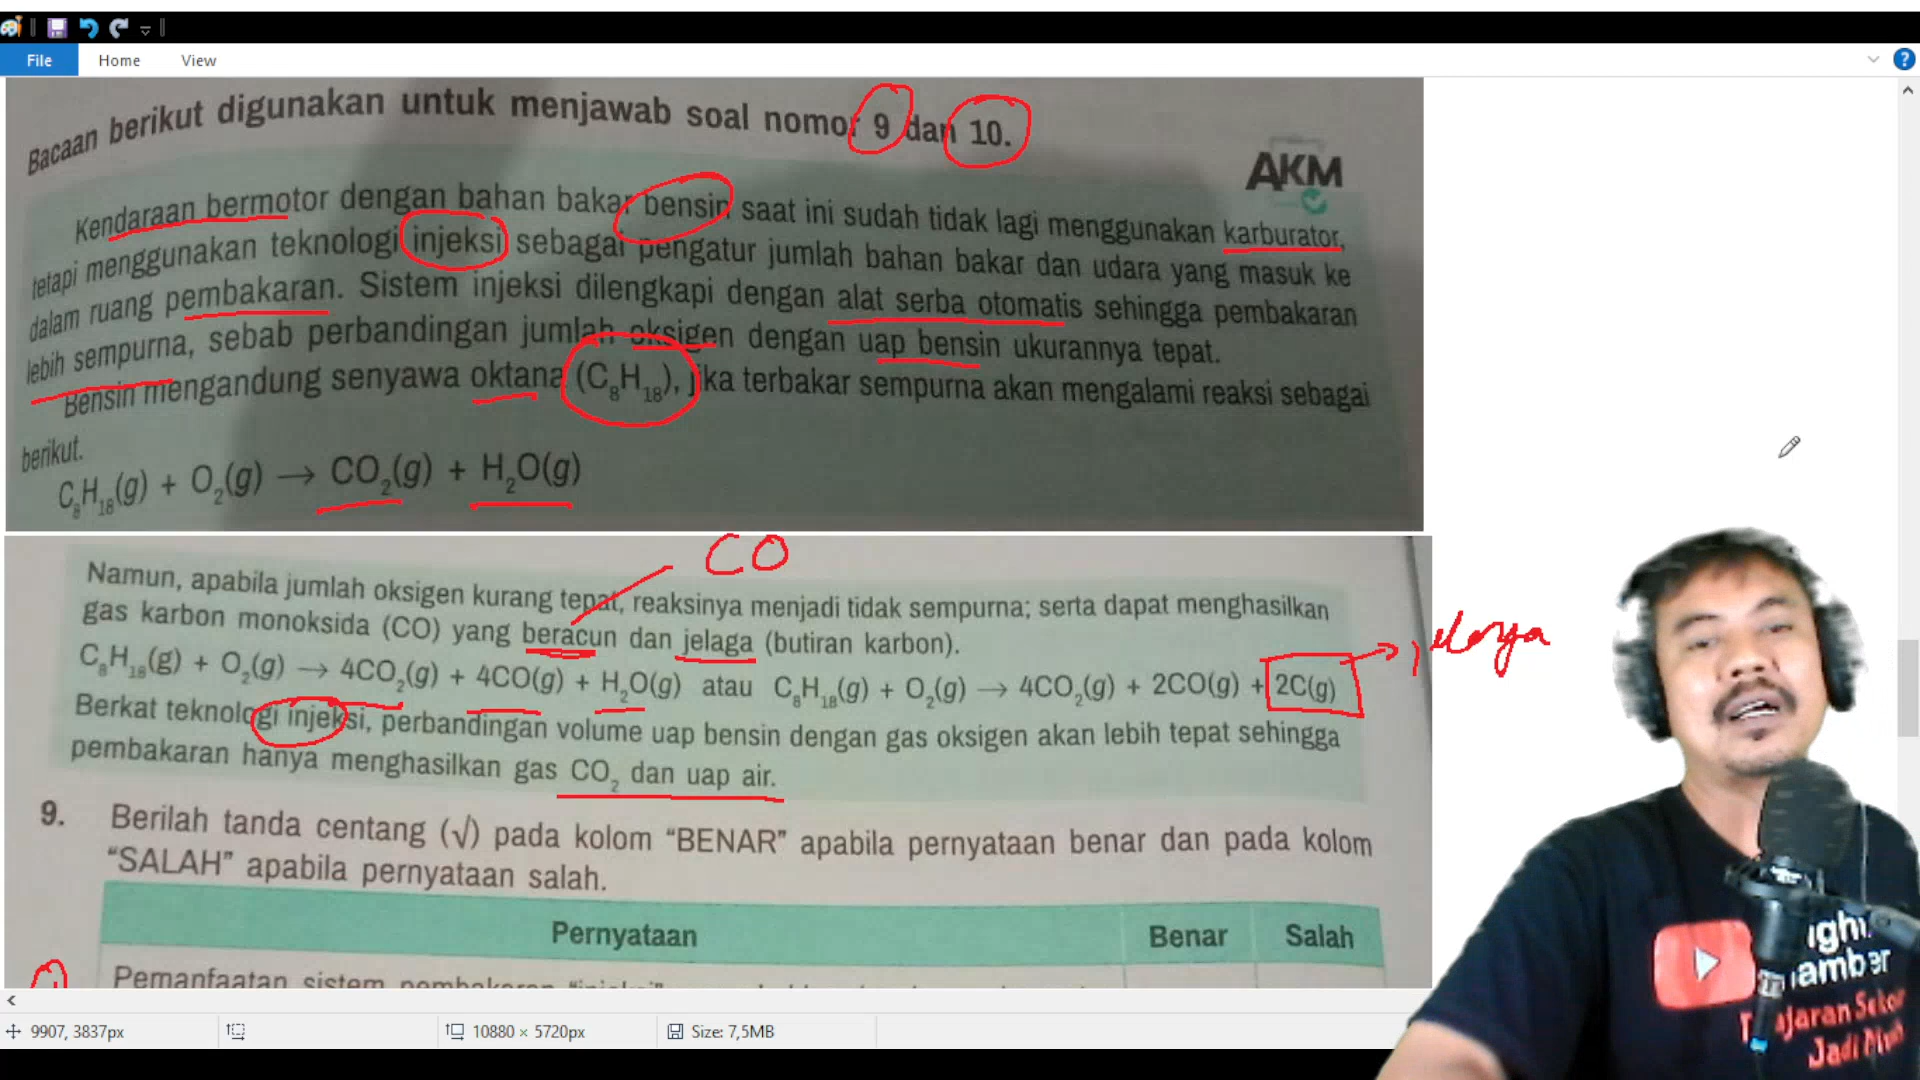 File Home View
Bacaan berikut digunakan untuk menjawab soal nomor 9 dan 10.
AKM
Kendaraan bermotor dengan bahan bakar bensin saat ini sudah tidak lagi menggunakan karburator,
tetapi menggunakan teknologi injeksi sebagai pengatur jumlah bahan bakar dan udara yang masuk ke
dalam ruang pembakaran. Sistem injeksi dilengkapi dengan alat serba otomatis sehingga pembakaran
lebih sempurna, sebab perbandingan jumlah oksigen dengan uap bensin ukurannya tepat.
Bensin mengandung senyawa oktana (C₈H₁₈), jika terbakar sempurna akan mengalami reaksi sebagai
berikut.
C₈H₁₈(g) + O₂(g) → CO₂(g) + H₂O(g)
CO
Namun, apabila jumlah oksigen kurang tepat, reaksinya menjadi tidak sempurna; serta dapat menghasilkan
gas karbon monoksida (CO) yang beracun dan jelaga (butiran karbon).
C₈H₁₈(g) + O₂(g) → 4CO₂(g) + 4CO(g) + H₂O(g) atau C₈H₁₈(g) + O₂(g) → 4CO₂(g) + 2CO(g) + 2C(g)
Berkat teknologi injeksi, perbandingan volume uap bensin dengan gas oksigen akan lebih tepat sehingga
pembakaran hanya menghasilkan gas CO₂ dan uap air.
9. Berilah tanda centang (√) pada kolom “BENAR” apabila pernyataan benar dan pada kolom
“SALAH” apabila pernyataan salah.
Pernyataan Benar Salah
Pemanfaatan sistem pembakaran "injeksi"
9907, 3837px 10880 × 5720px Size: 7,5MB